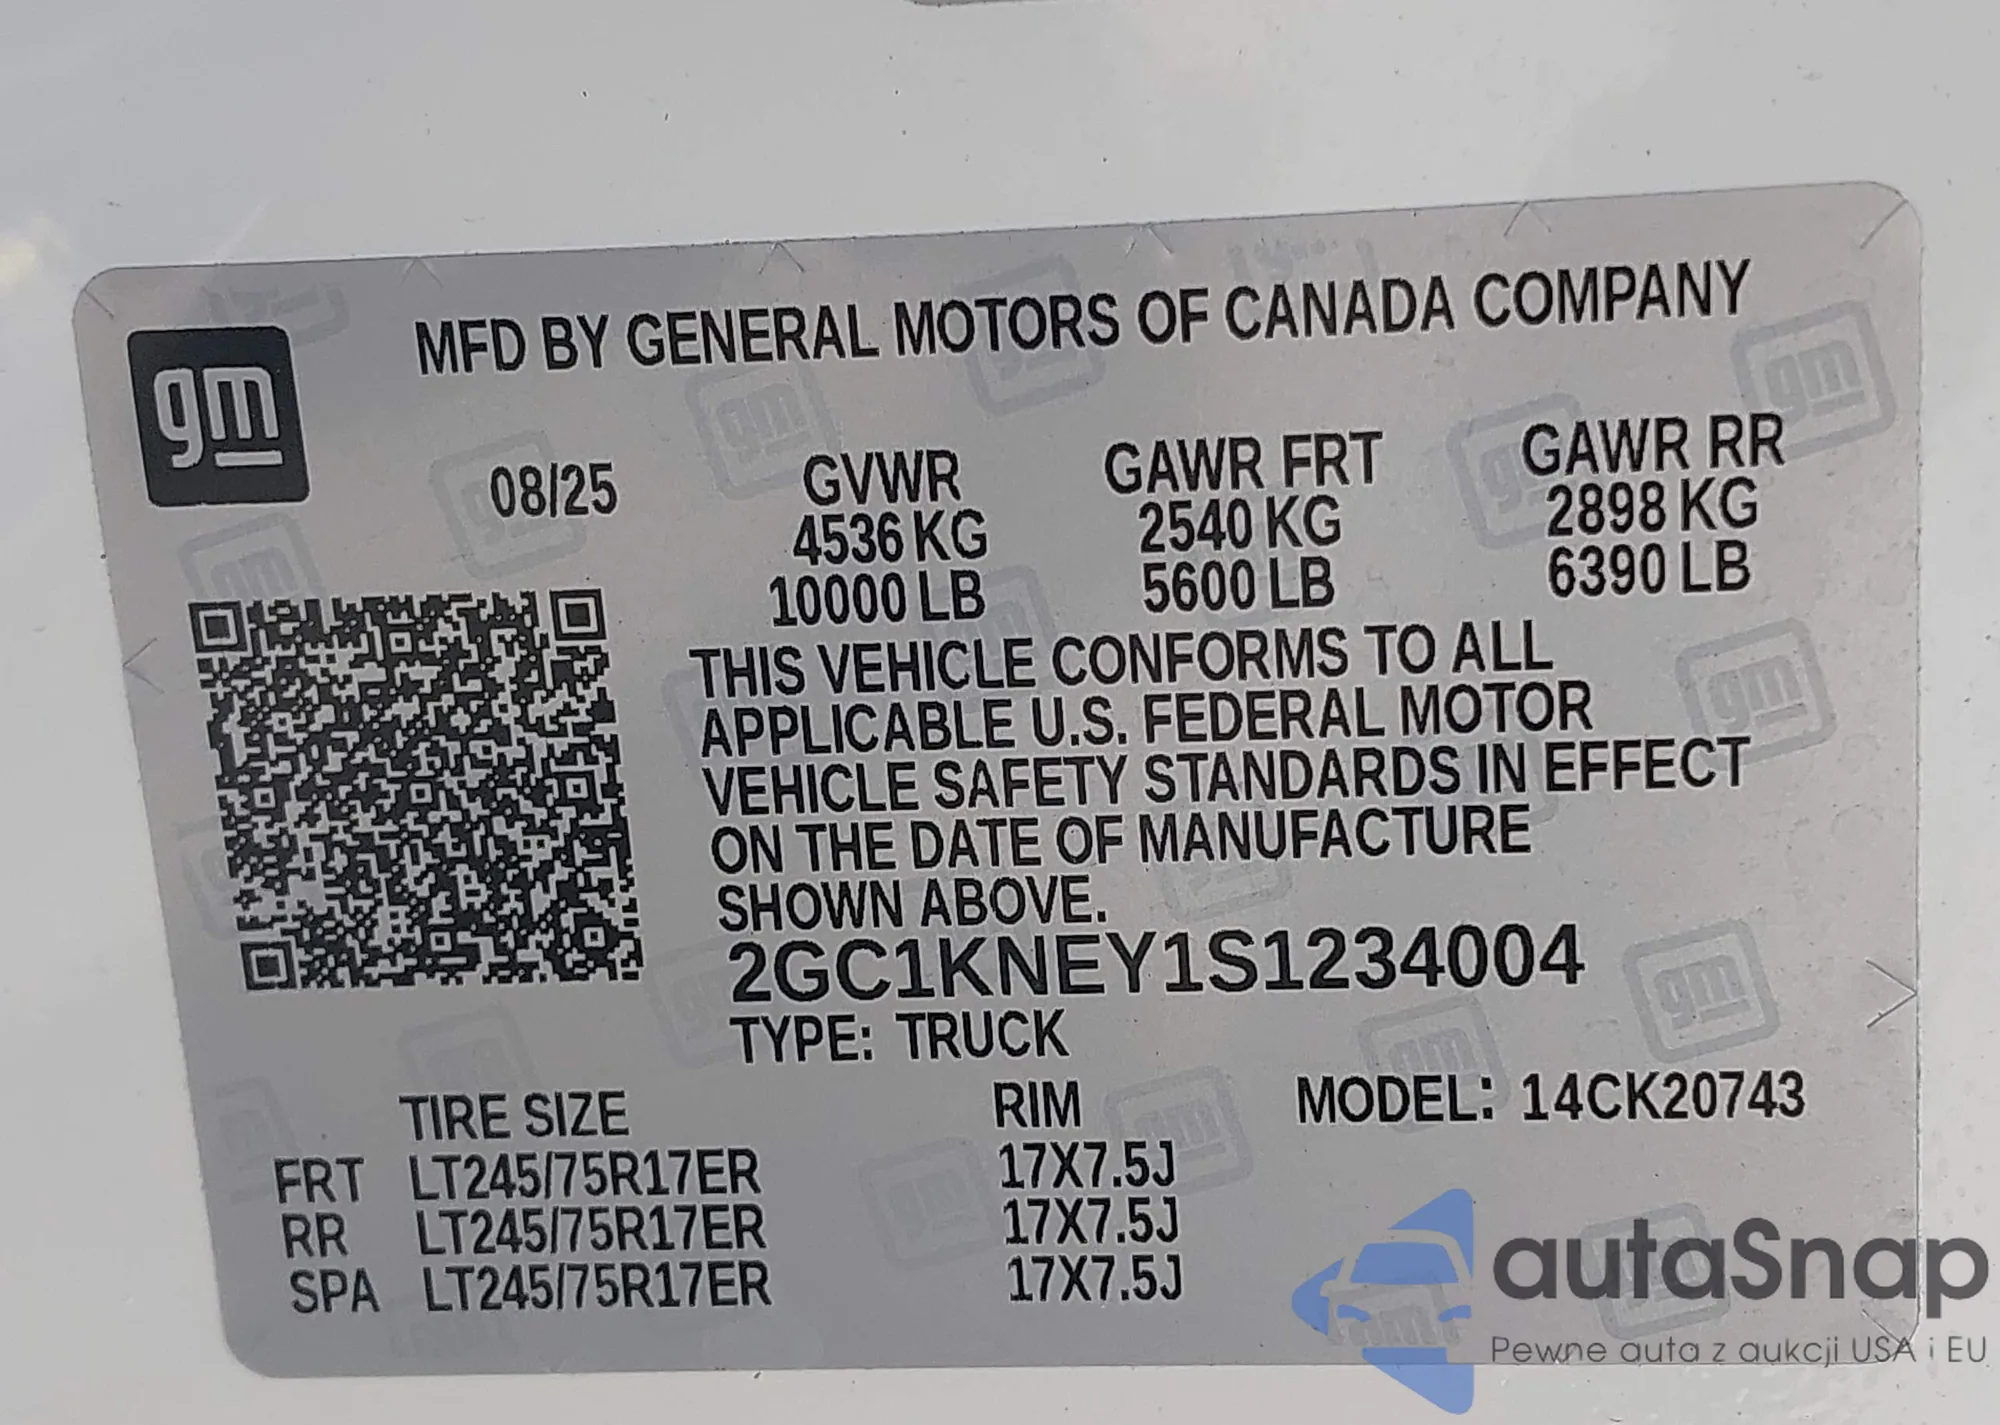 gm
MFD BY GENERAL MOTORS OF CANADA COMPANY
08/25 GVWR GAWR FRT GAWR RR
4536 KG 2540 KG 2898 KG
10000 LB 5600 LB 6390 LB
THIS VEHICLE CONFORMS TO ALL
APPLICABLE U.S. FEDERAL MOTOR
VEHICLE SAFETY STANDARDS IN EFFECT
ON THE DATE OF MANUFACTURE
SHOWN ABOVE.
2GC1KNEY1S1234004
TYPE: TRUCK
TIRE SIZE RIM MODEL: 14CK20743
FRT LT245/75R17ER 17X7.5J
RR LT245/75R17ER 17X7.5J
SPA LT245/75R17ER 17X7.5J
autaSnap
Pewne auta z aukcji USA i EU